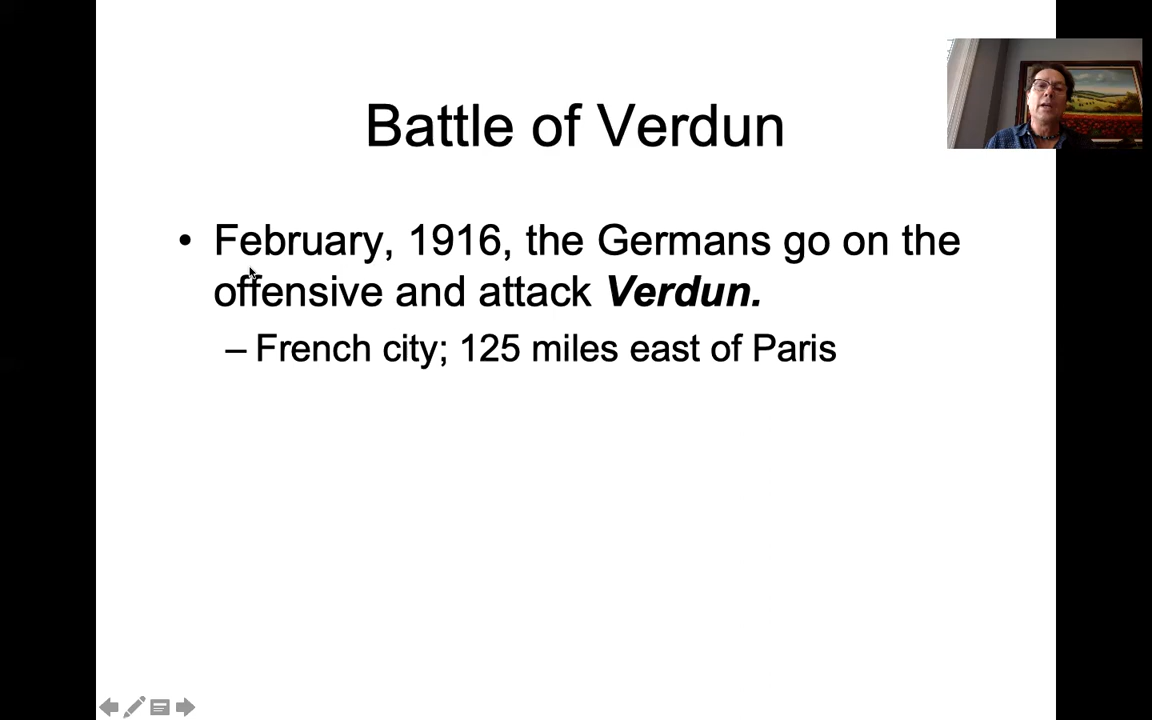 Battle of Verdun
• February, 1916, the Germans go on the
offensive and attack Verdun.
– French city; 125 miles east of Paris